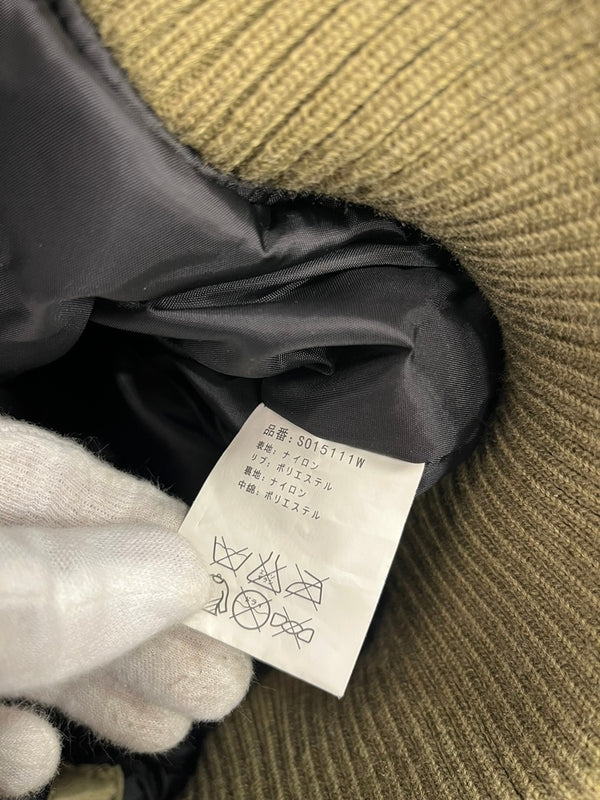 品番: S015111W
表地: ナイロン
リブ: ポリエステル
裏地: ナイロン
中綿: ポリエステル